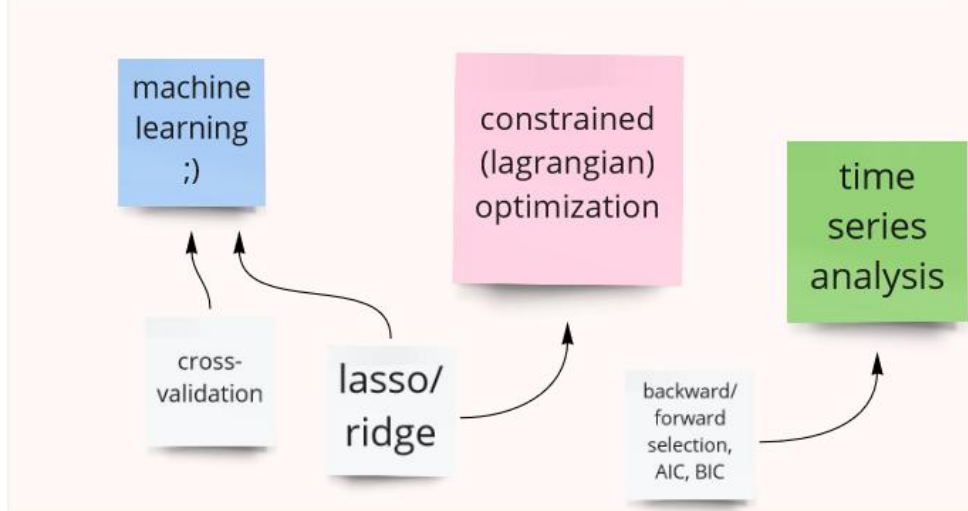 machine
learning
;)
constrained
(lagrangian)
optimization
time
series
analysis
cross-
validation
lasso/
ridge
backward/
forward
selection,
AIC, BIC